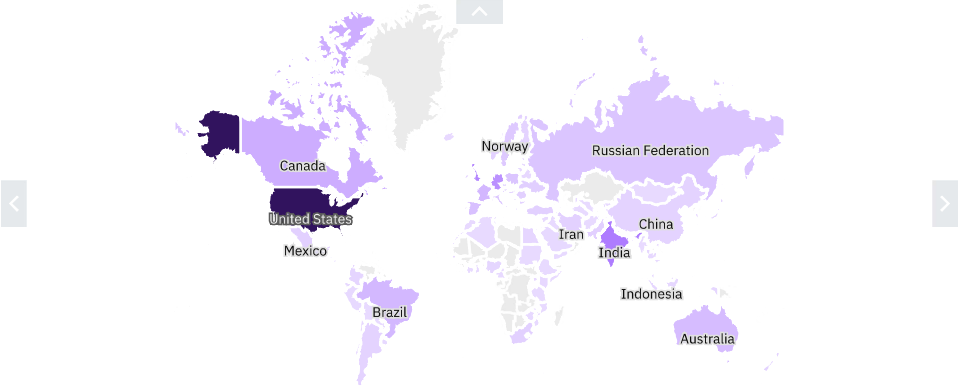 Norway
Russian Federation
Canada
United States
China
Iran
Mexico
India
Indonesia
Brazil
Australia